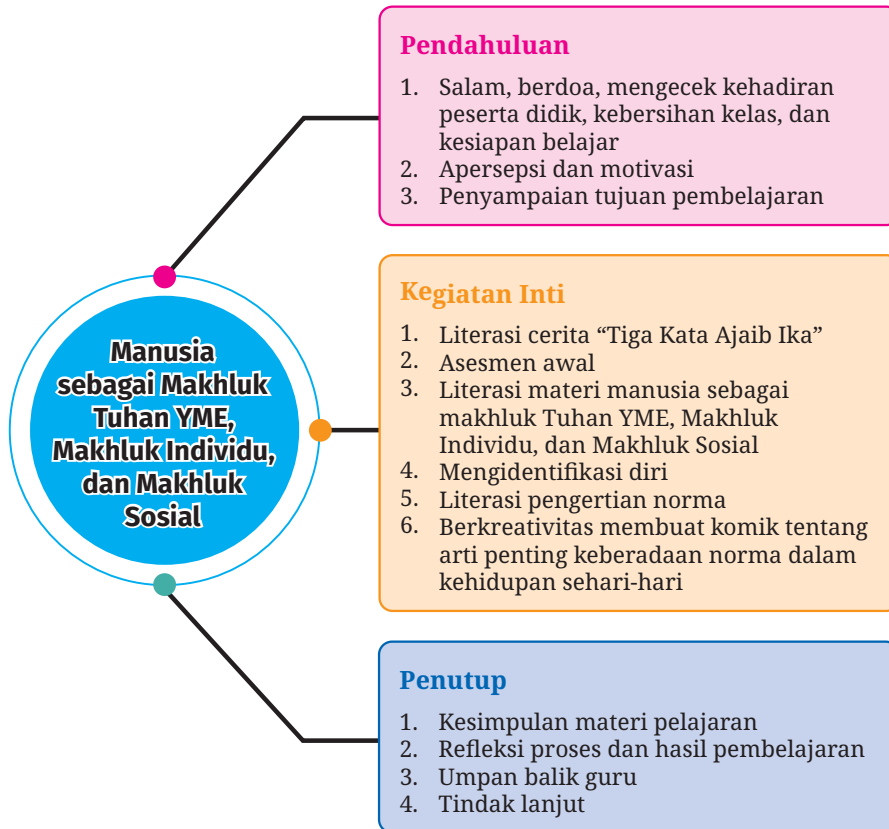 Pendahuluan
1. Salam, berdoa, mengecek kehadiran
peserta didik, kebersihan kelas, dan
kesiapan belajar
2. Apersepsi dan motivasi
3. Penyampaian tujuan pembelajaran
Manusia
sebagai Makhluk
Tuhan YME,
Makhluk Individu,
dan Makhluk
Sosial
Kegiatan Inti
1. Literasi cerita “Tiga Kata Ajaib Ika”
2. Asesmen awal
3. Literasi materi manusia sebagai
makhluk Tuhan YME, Makhluk
Individu, dan Makhluk Sosial
4. Mengidentifikasi diri
5. Literasi pengertian norma
6. Berkreativitas membuat komik tentang
arti penting keberadaan norma dalam
kehidupan sehari-hari
Penutup
1. Kesimpulan materi pelajaran
2. Refleksi proses dan hasil pembelajaran
3. Umpan balik guru
4. Tindak lanjut